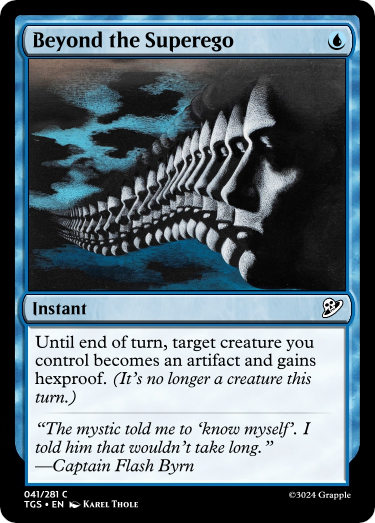 Beyond the Superego
Instant
Until end of turn, target creature you
control becomes an artifact and gains
hexproof. (It's no longer a creature this
turn.)
“The mystic told me to ‘know myself’. I
told him that wouldn't take long.”
—Captain Flash Byrn
041/281 C
TGS • EN KAREL THOLE
©3024 Grapple